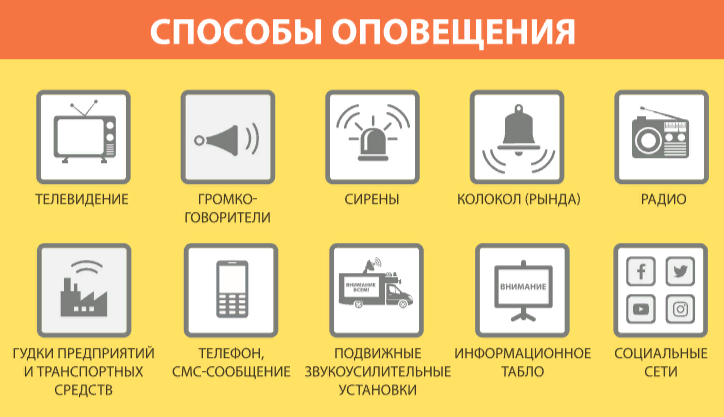 СПОСОБЫ ОПОВЕЩЕНИЯ
ТЕЛЕВИДЕНИЕ
ГРОМКО-
ГОВОРИТЕЛИ
СИРЕНЫ
КОЛОКОЛ (РЫНДА)
РАДИО
ГУДКИ ПРЕДПРИЯТИЙ
И ТРАНСПОРТНЫХ
СРЕДСТВ
ТЕЛЕФОН,
СМС-СООБЩЕНИЕ
ВНИМАНИЕ
ВСЕМ!
ПОДВИЖНЫЕ
ЗВУКОУСИЛИТЕЛЬНЫЕ
УСТАНОВКИ
ВНИМАНИЕ
ИНФОРМАЦИОННОЕ
ТАБЛО
СОЦИАЛЬНЫЕ
СЕТИ